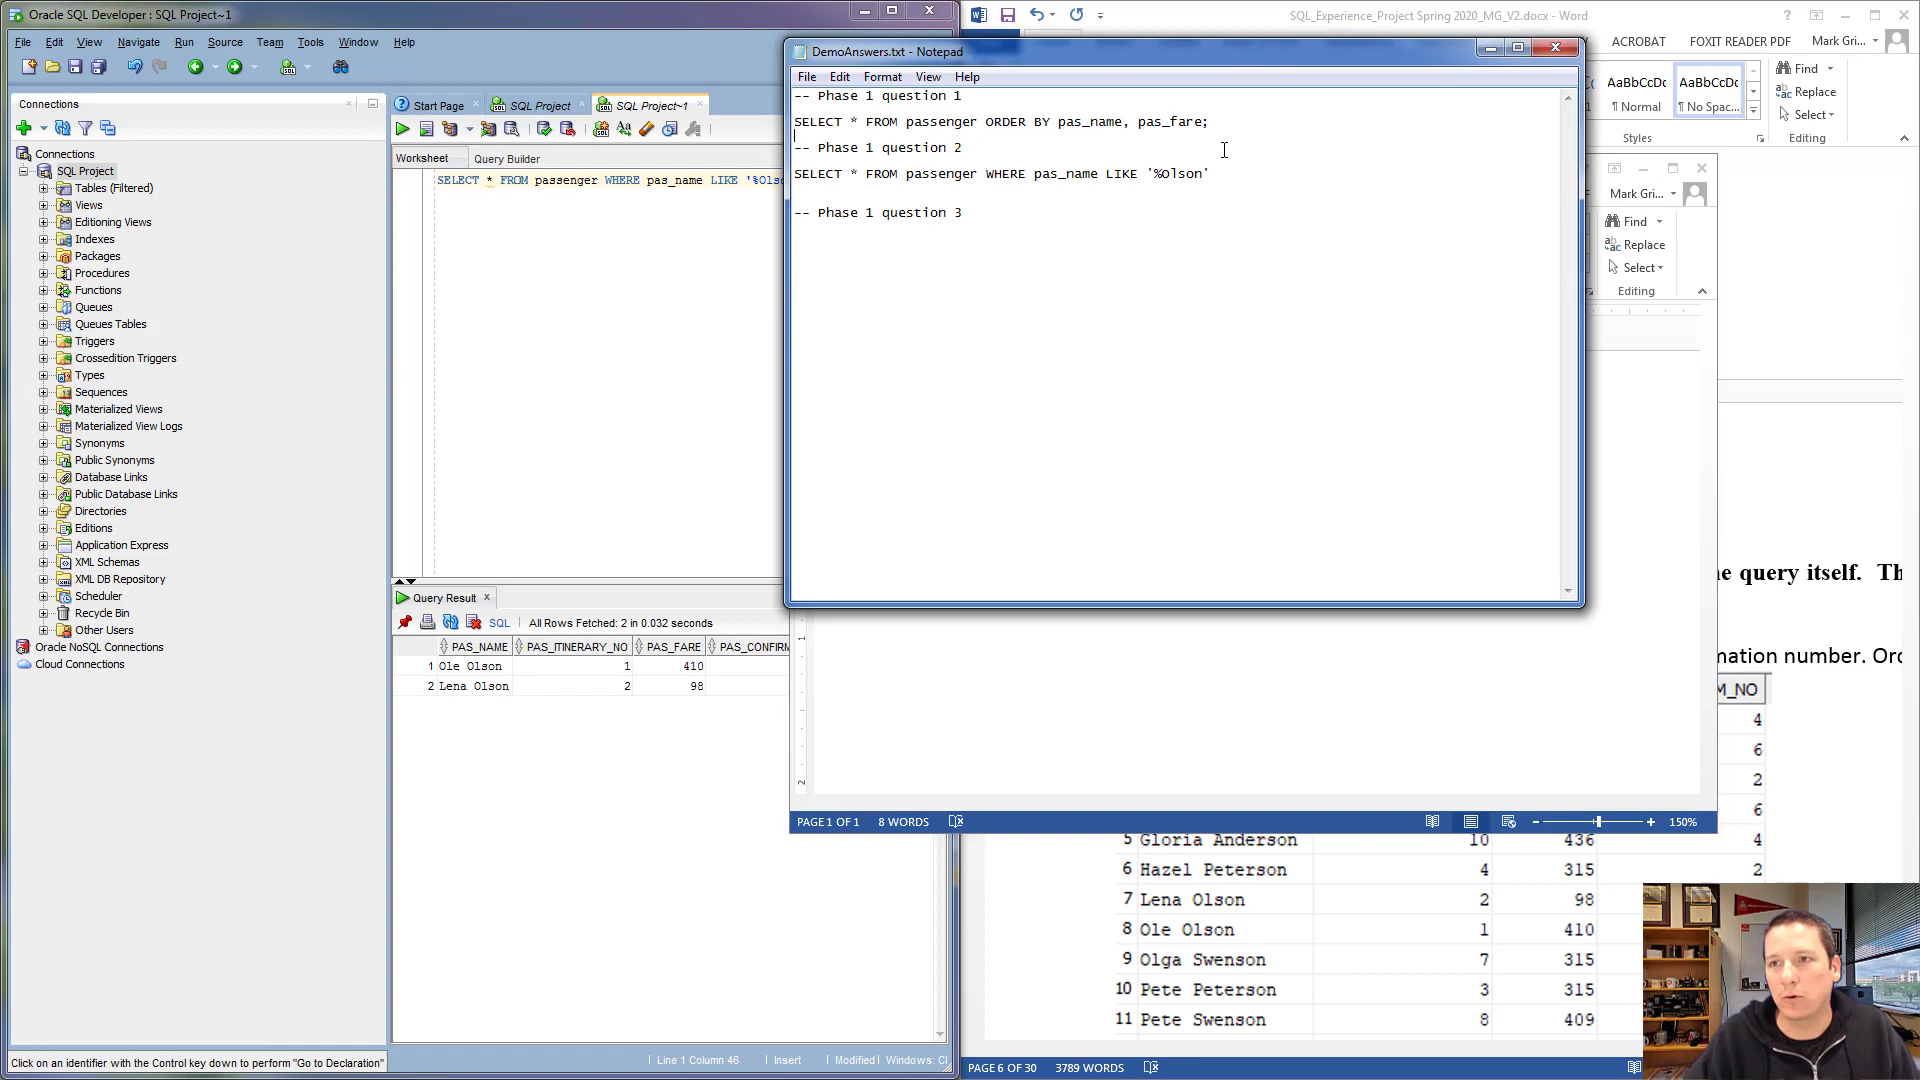 Oracle SQL Developer : SQL Project~1
File Edit View Navigate Run Source Team Tools Window Help
Connections
Connections
SQL Project
Tables (Filtered)
Views
Editioning Views
Indexes
Packages
Procedures
Functions
Queues
Queues Tables
Triggers
Crossedition Triggers
Types
Sequences
Materialized Views
Materialized View Logs
Synonyms
Public Synonyms
Database Links
Public Database Links
Directories
Editions
Application Express
XML Schemas
XML DB Repository
Scheduler
Recycle Bin
Other Users
Oracle NoSQL Connections
Cloud Connections
Click on an identifier with the Control key down to perform "Go to Declaration"
Start Page SQL Project SQL Project~1
Worksheet Query Builder
SELECT * FROM passenger WHERE pas_name LIKE '%Olso
Query Result
SQL All Rows Fetched: 2 in 0.032 seconds
PAS_NAME PAS_ITINERARY_NO PAS_FARE PAS_CONFIRM
1 Ole Olson 1 410
2 Lena Olson 2 98
Line 1 Column 46 Insert Modified Windows: C
DemoAnswers.txt - Notepad
File Edit Format View Help
-- Phase 1 question 1
SELECT * FROM passenger ORDER BY pas_name, pas_fare;
-- Phase 1 question 2
SELECT * FROM passenger WHERE pas_name LIKE '%Olson'
-- Phase 1 question 3
SQL_Experience_Project Spring 2020_MG_V2.docx - Word
ACROBAT FOXIT READER PDF Mark Gri...
AaBbCcDc AaBbCcDc
¶ Normal ¶ No Spac...
Styles
Find
Replace
Select
Editing
Mark Gri...
Find
Replace
Select
Editing
PAGE 1 OF 1 8 WORDS 150%
e query itself. Th
mation number. Orc
M_NO
4
6
2
6
5 Gloria Anderson 10 436 4
6 Hazel Peterson 4 315 2
7 Lena Olson 2 98
8 Ole Olson 1 410
9 Olga Swenson 7 315
10 Pete Peterson 3 315
11 Pete Swenson 8 409
PAGE 6 OF 30 3789 WORDS